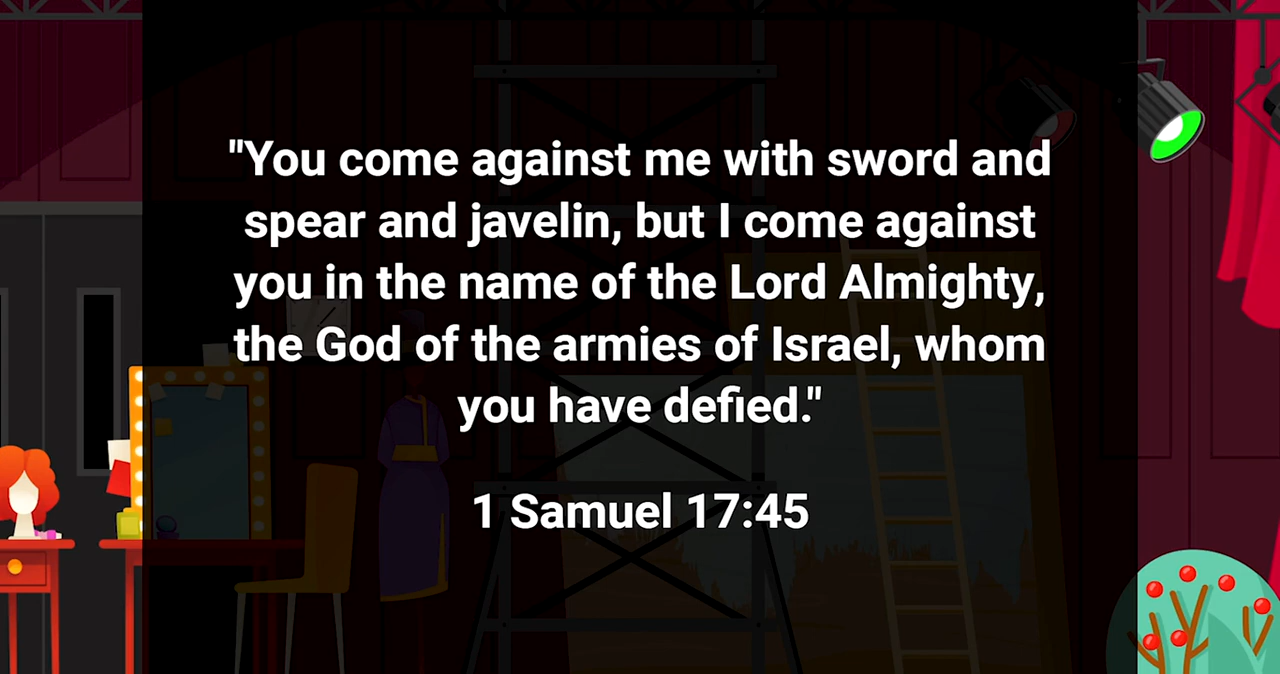 "You come against me with sword and
spear and javelin, but I come against
you in the name of the Lord Almighty,
the God of the armies of Israel, whom
you have defied."
1 Samuel 17:45